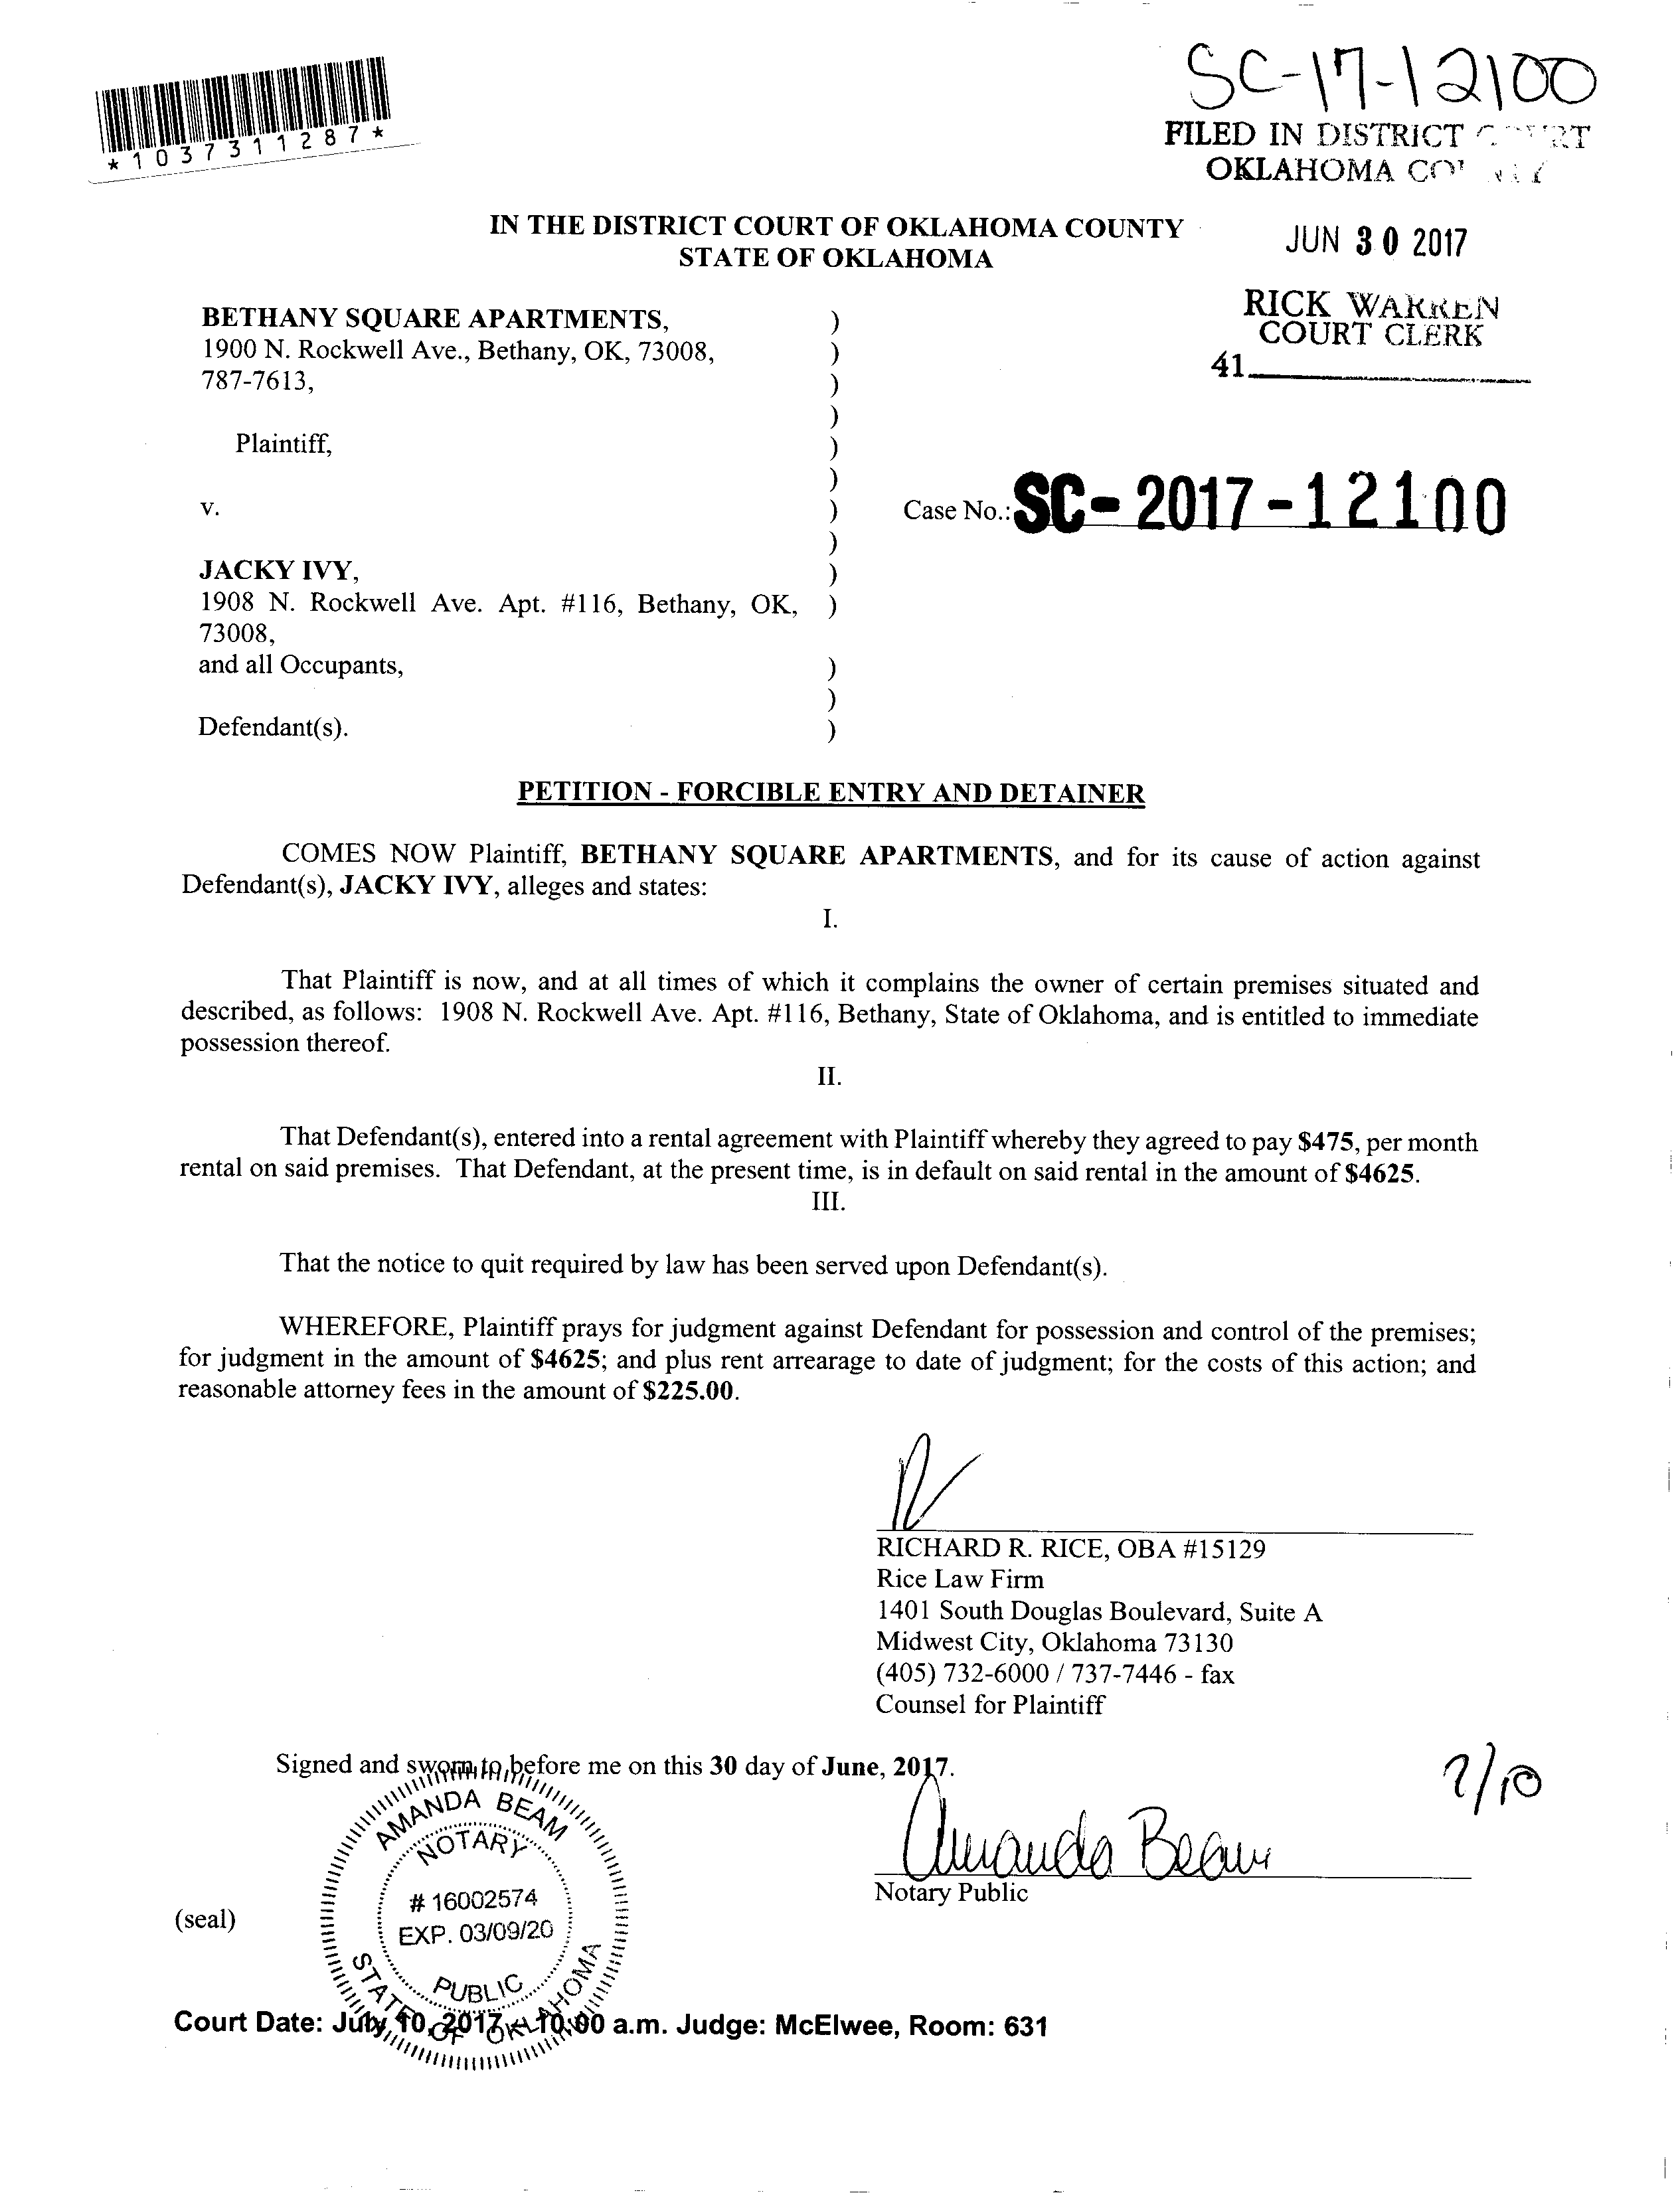 *1037311287*
SC-17-12100
FILED IN DISTRICT COURT
OKLAHOMA COUNTY
IN THE DISTRICT COURT OF OKLAHOMA COUNTY
STATE OF OKLAHOMA
JUN 30 2017
RICK WARREN
COURT CLERK
41
BETHANY SQUARE APARTMENTS, )
1900 N. Rockwell Ave., Bethany, OK, 73008, )
787-7613, )
)
Plaintiff, )
)
v. )
Case No.: SC-2017-12100
)
JACKY IVY, )
1908 N. Rockwell Ave. Apt. #116, Bethany, OK, )
73008,
and all Occupants, )
)
Defendant(s). )
PETITION - FORCIBLE ENTRY AND DETAINER
COMES NOW Plaintiff, BETHANY SQUARE APARTMENTS, and for its cause of action against
Defendant(s), JACKY IVY, alleges and states:
I.
That Plaintiff is now, and at all times of which it complains the owner of certain premises situated and
described, as follows: 1908 N. Rockwell Ave. Apt. #116, Bethany, State of Oklahoma, and is entitled to immediate
possession thereof.
II.
That Defendant(s), entered into a rental agreement with Plaintiff whereby they agreed to pay $475, per month
rental on said premises. That Defendant, at the present time, is in default on said rental in the amount of $4625.
III.
That the notice to quit required by law has been served upon Defendant(s).
WHEREFORE, Plaintiff prays for judgment against Defendant for possession and control of the premises;
for judgment in the amount of $4625; and plus rent arrearage to date of judgment; for the costs of this action; and
reasonable attorney fees in the amount of $225.00.
RICHARD R. RICE, OBA #15129
Rice Law Firm
1401 South Douglas Boulevard, Suite A
Midwest City, Oklahoma 73130
(405) 732-6000 / 737-7446 - fax
Counsel for Plaintiff
Signed and sworn to before me on this 30 day of June, 2017.
7/10
Amanda Beam
Notary Public
(seal)
AMANDA BEAM
NOTARY
# 16002574
EXP. 03/09/20
PUBLIC
STATE OF OKLAHOMA
Court Date: July 10, 2017 - 10:00 a.m. Judge: McElwee, Room: 631